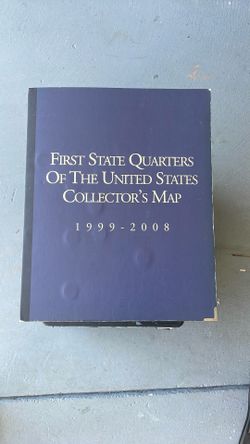 FIRST STATE QUARTERS
OF THE UNITED STATES
COLLECTOR'S MAP
1999-2008